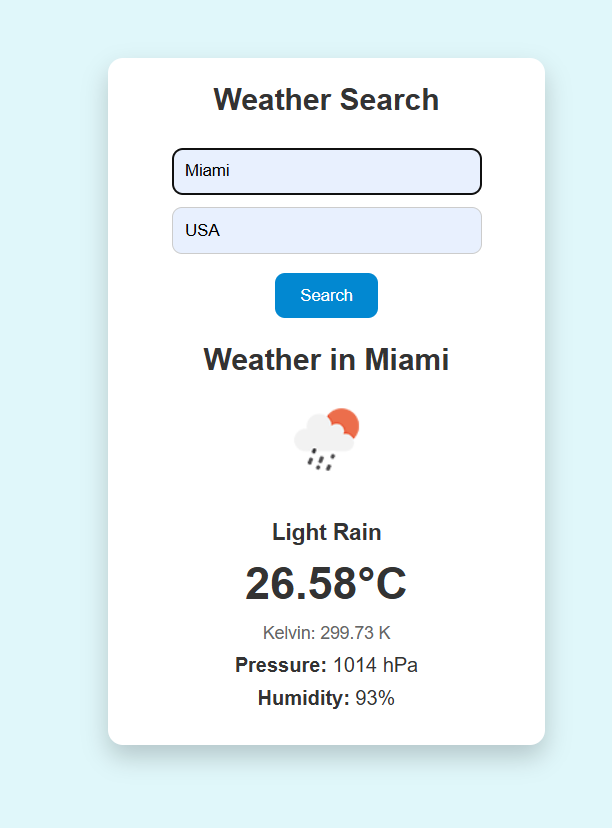 Weather Search
Miami
USA
Search
Weather in Miami
Light Rain
26.58°C
Kelvin: 299.73 K
Pressure: 1014 hPa
Humidity: 93%